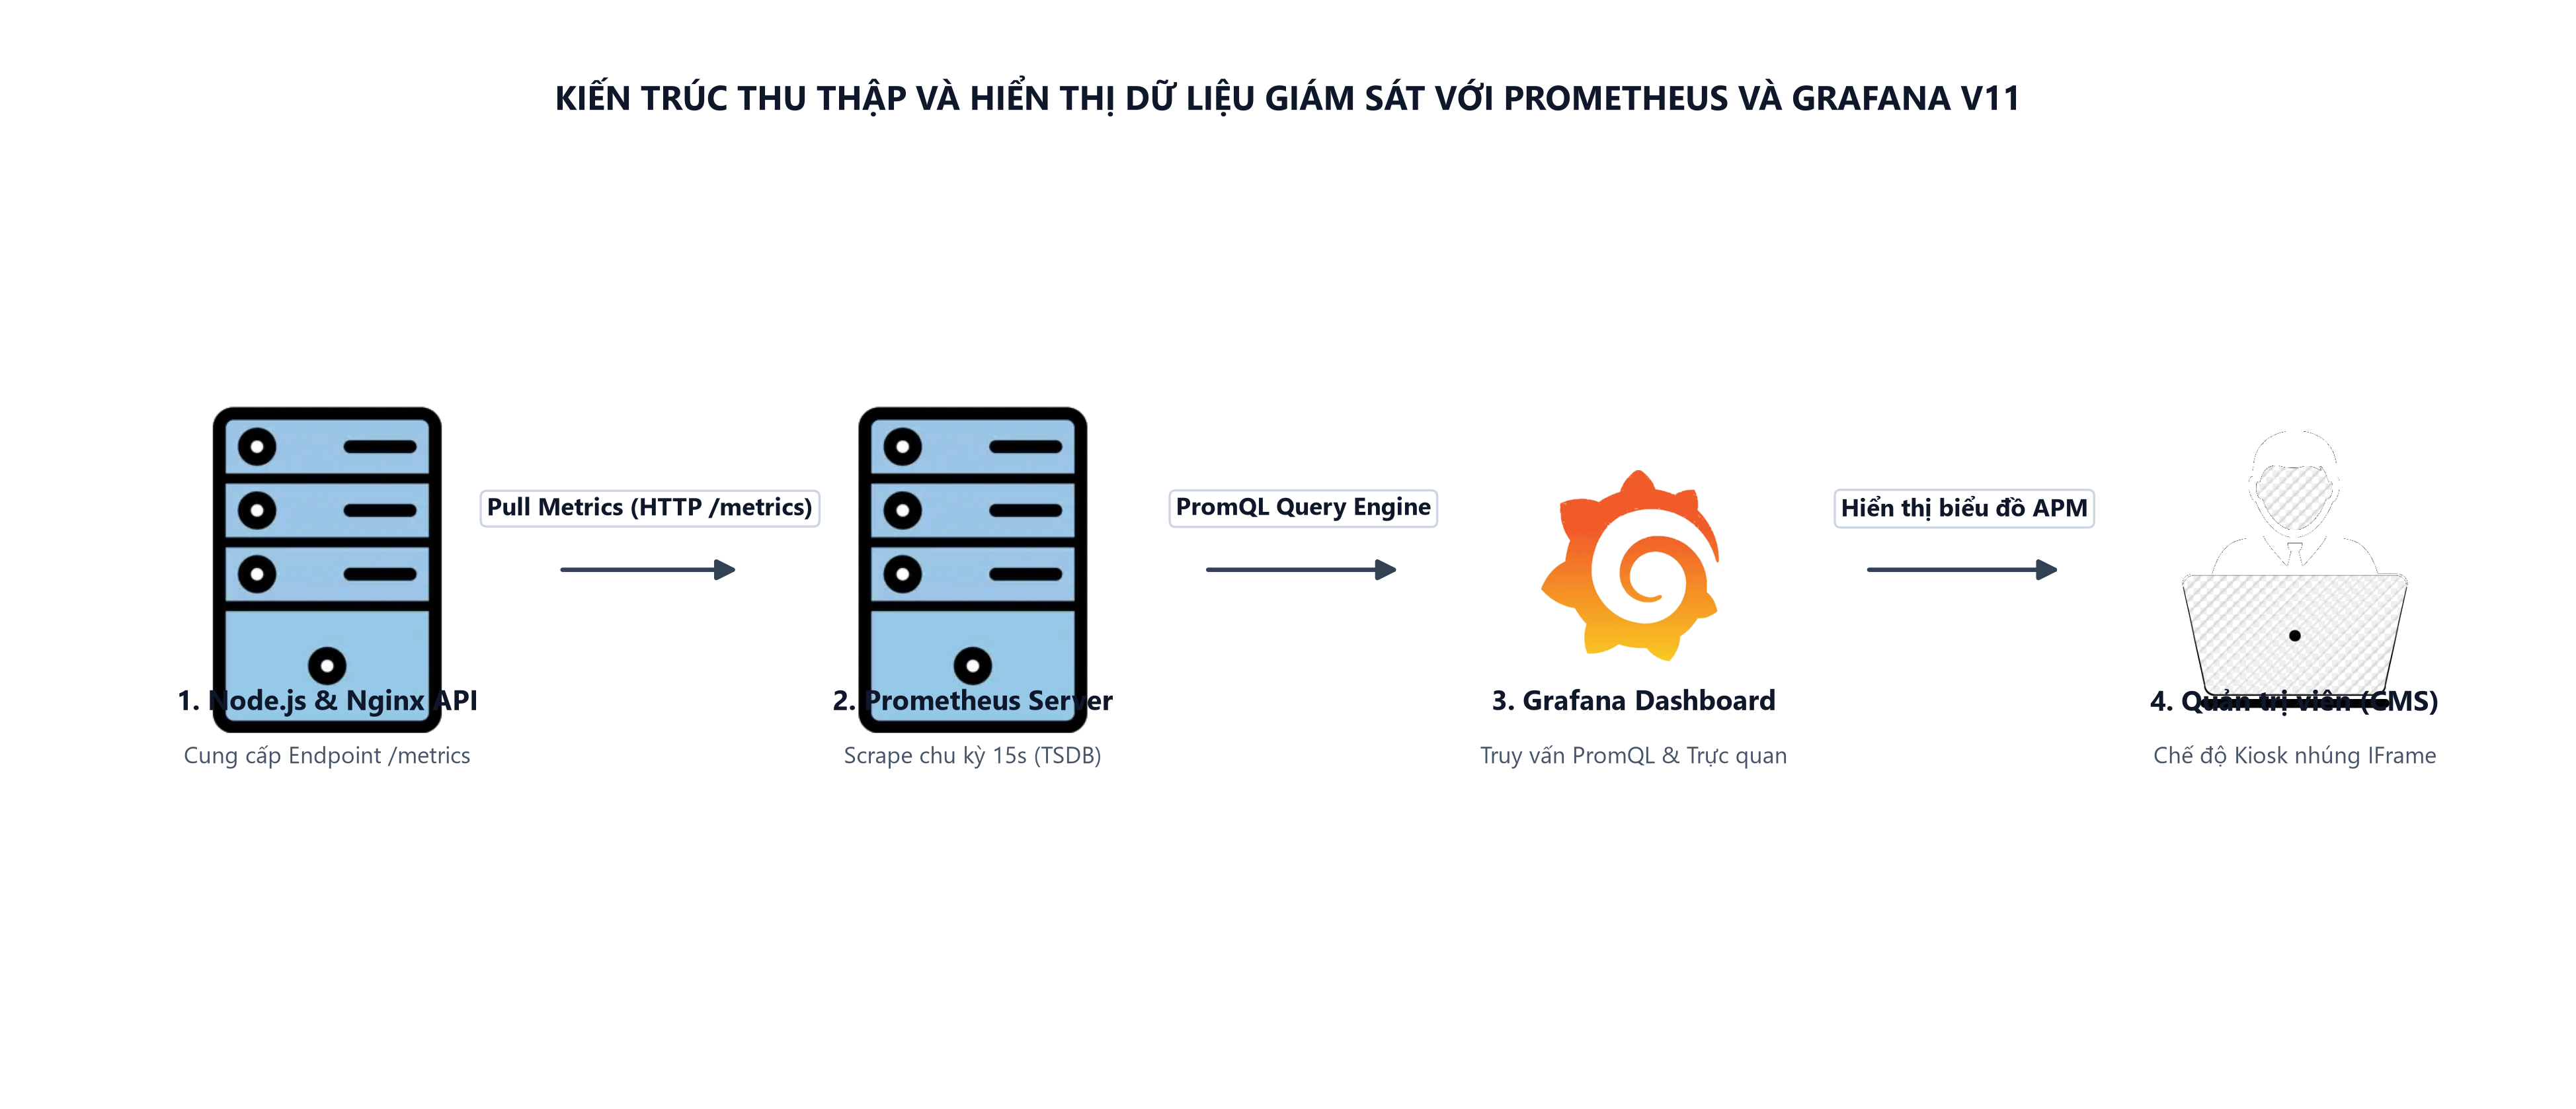 KIẾN TRÚC THU THẬP VÀ HIỂN THỊ DỮ LIỆU GIÁM SÁT VỚI PROMETHEUS VÀ GRAFANA V11
Pull Metrics (HTTP /metrics)
PromQL Query Engine
Hiển thị biểu đồ APM
1. Node.js & Nginx API
Cung cấp Endpoint /metrics
2. Prometheus Server
Scrape chu kỳ 15s (TSDB)
3. Grafana Dashboard
Truy vấn PromQL & Trực quan
4. Quản trị viên (CMS)
Chế độ Kiosk nhúng IFrame